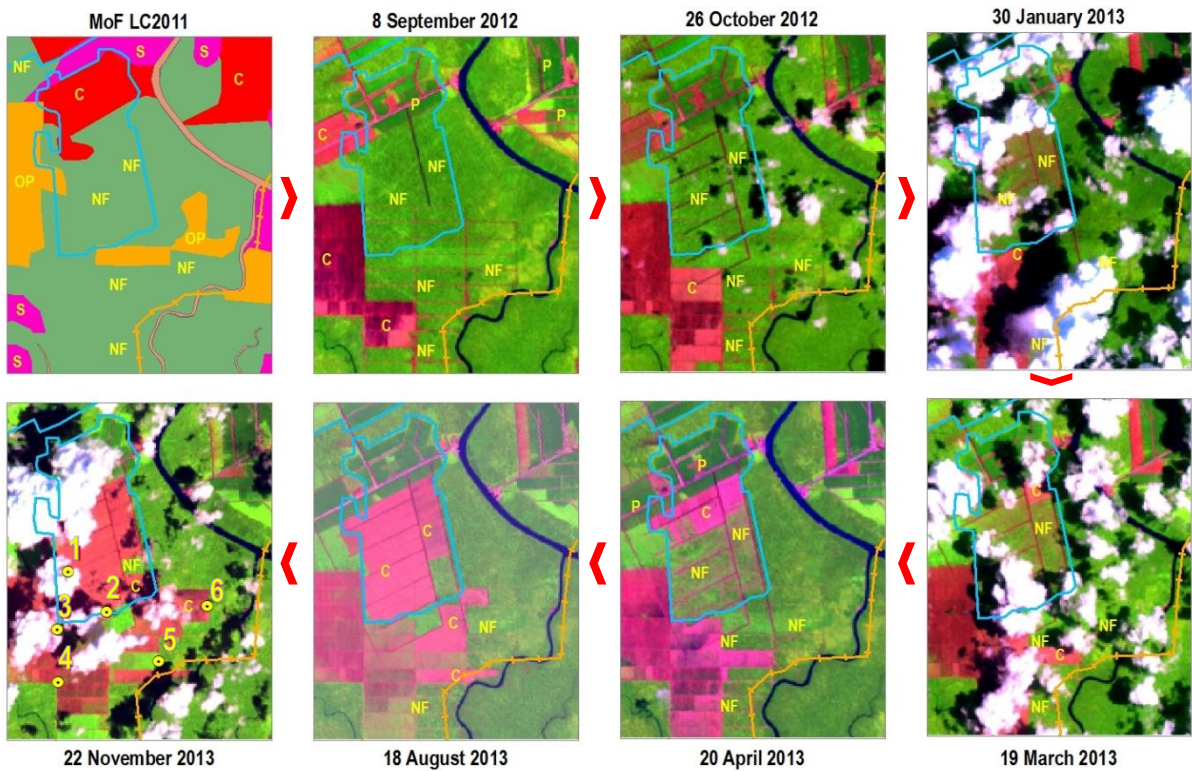 MoF LC2011
8 September 2012
26 October 2012
30 January 2013
NF
S
S
C
C
NF
OP
NF
OP
NF
NF
S
S
NF
P
P
P
C
NF
NF
C
NF
NF
C
NF
NF
NF
C
NF
NF
NF
NF
NF
C
NF
NF
1
NF
2
C
3
C
6
5
4
C
C
NF
C
C
NF
P
P
C
NF
NF
NF
NF
NF
C
NF
NF
NF
C
NF
22 November 2013
18 August 2013
20 April 2013
19 March 2013